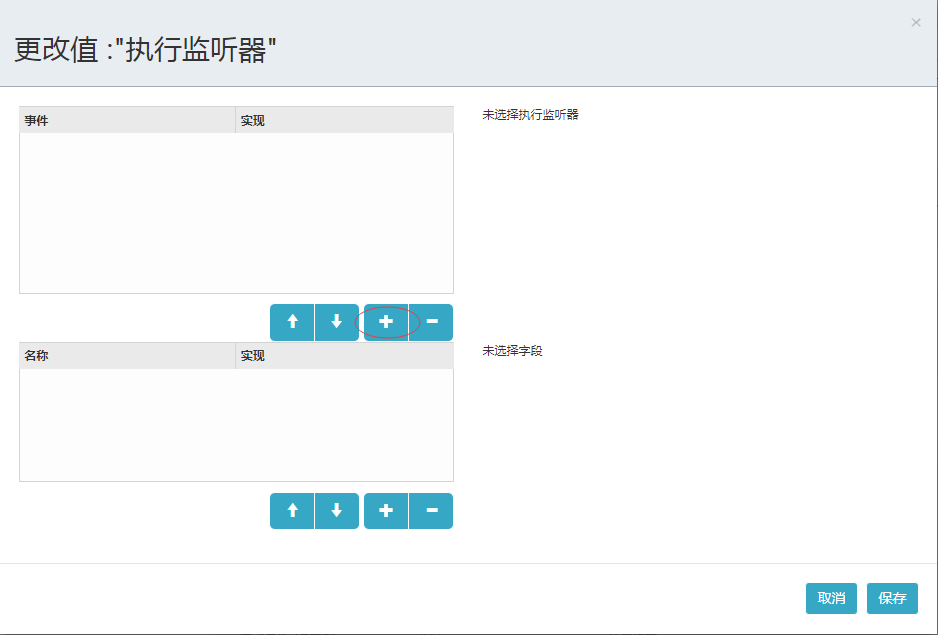 ×
更改值 :"执行监听器"
事件 实现
未选择执行监听器
名称 实现
未选择字段
取消 保存